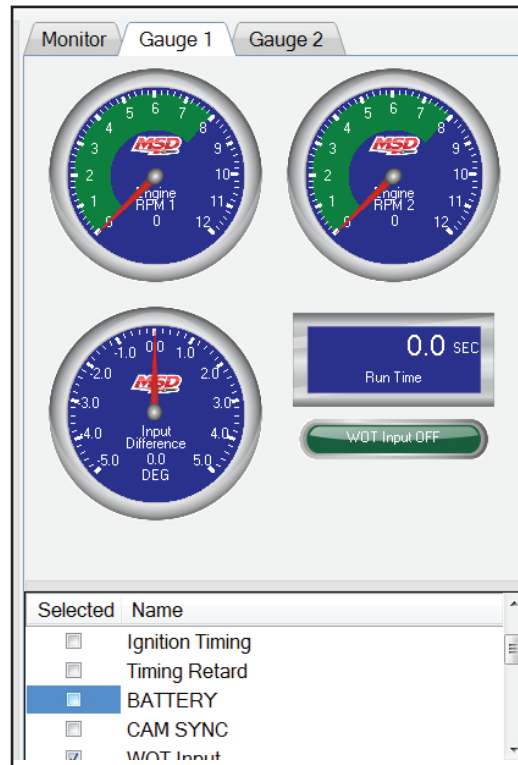 Monitor
Gauge 1
Gauge 2
0
1
2
3
4
5
6
7
8
9
10
11
12
MSD
Engine
RPM 1
0
0
1
2
3
4
5
6
7
8
9
10
11
12
MSD
Engine
RPM 2
0
-5.0
-4.0
-3.0
-2.0
-1.0
0.0
1.0
2.0
3.0
4.0
5.0
MSD
Input
Difference
0.0
DEG
0.0 SEC
Run Time
WOT Input OFF
Selected Name
Ignition Timing
Timing Retard
BATTERY
CAM SYNC
WOT Input